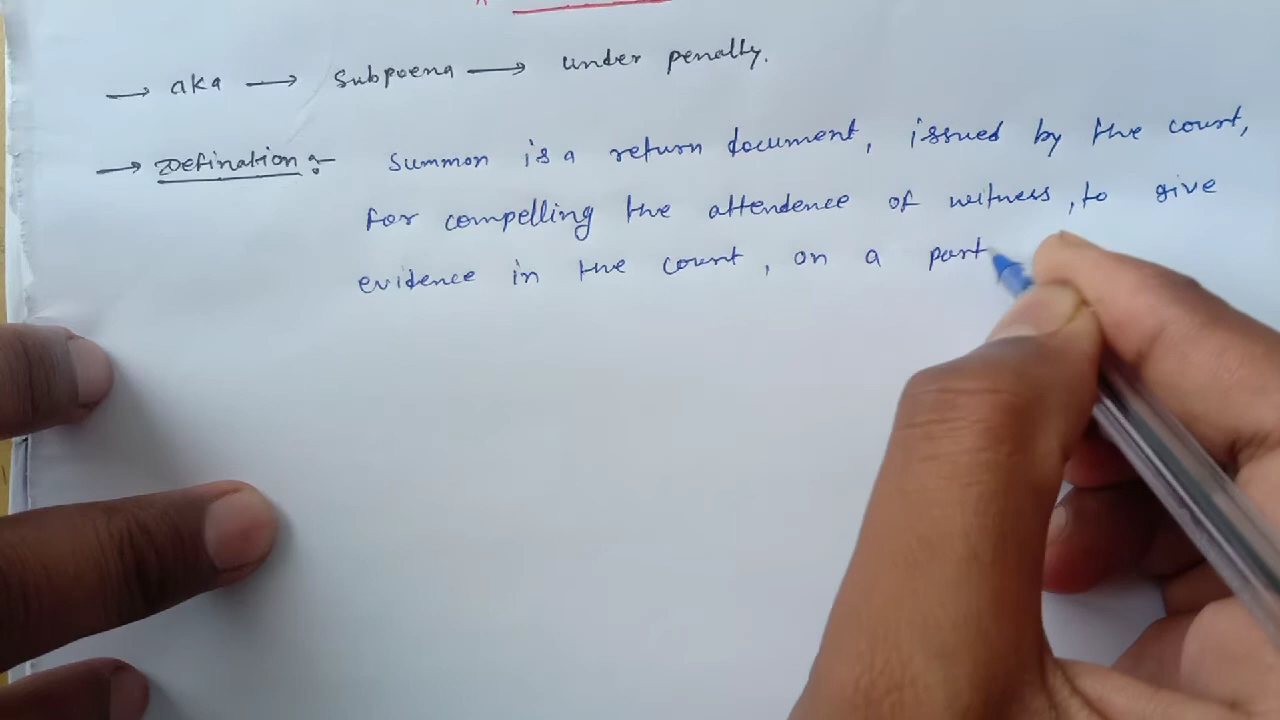 → aka → subpoena → under penalty.
→ Defination :- Summon is a return document, issued by the court,
for compelling the attendence of witness, to give
evidence in the court, on a part